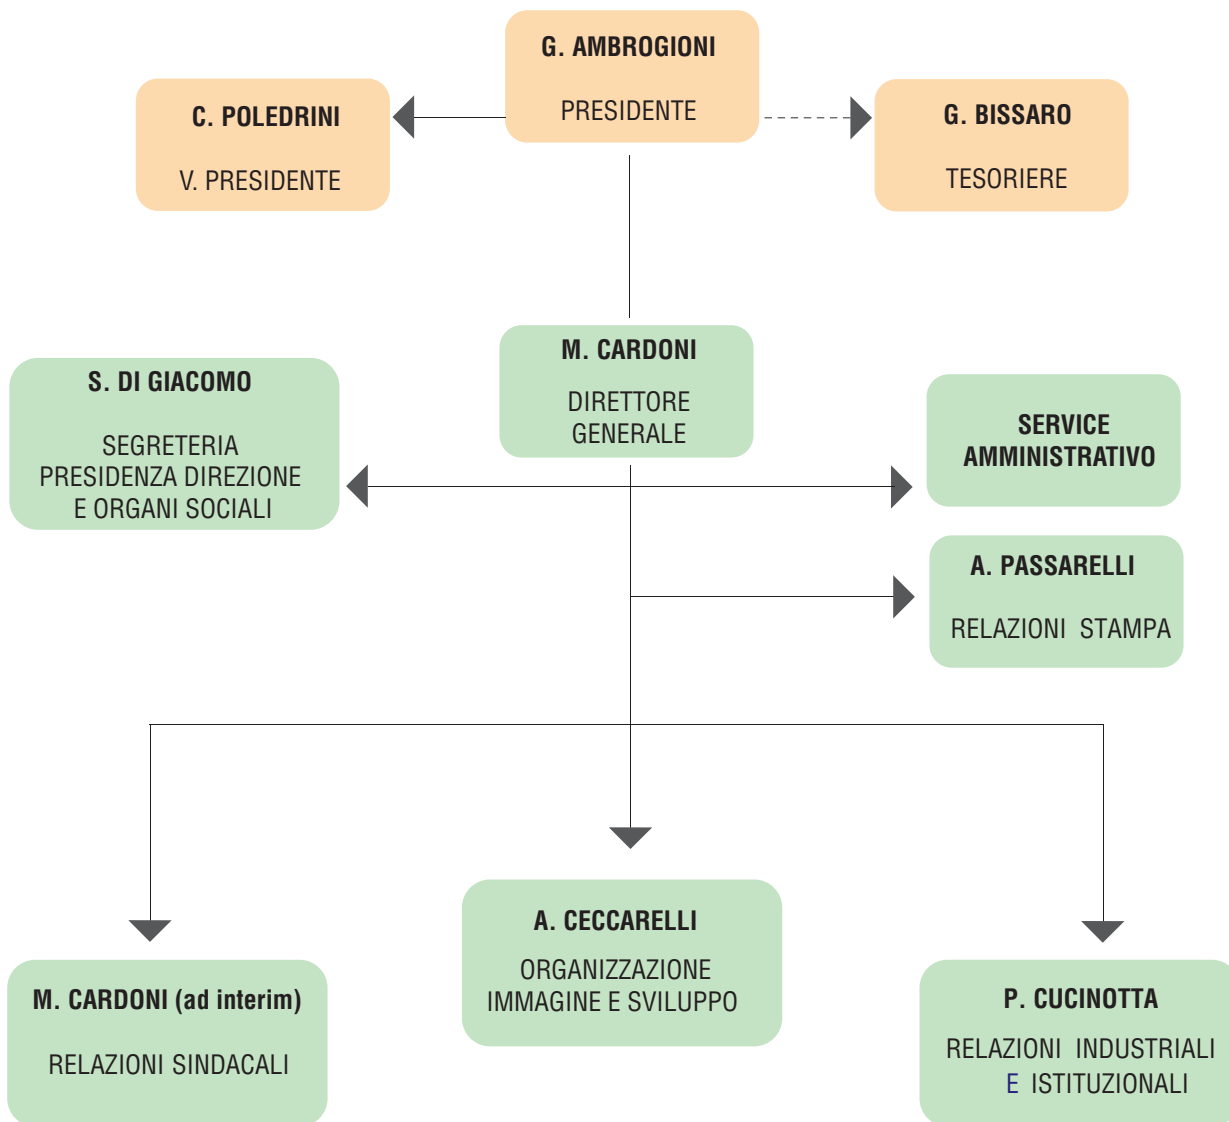 G. AMBROGIONI
PRESIDENTE
C. POLEDRINI
V. PRESIDENTE
G. BISSARO
TESORIERE
M. CARDONI
DIRETTORE
GENERALE
S. DI GIACOMO
SEGRETERIA
PRESIDENZA DIREZIONE
E ORGANI SOCIALI
SERVICE
AMMINISTRATIVO
A. PASSARELLI
RELAZIONI STAMPA
M. CARDONI (ad interim)
RELAZIONI SINDACALI
A. CECCARELLI
ORGANIZZAZIONE
IMMAGINE E SVILUPPO
P. CUCINOTTA
RELAZIONI INDUSTRIALI
E ISTITUZIONALI